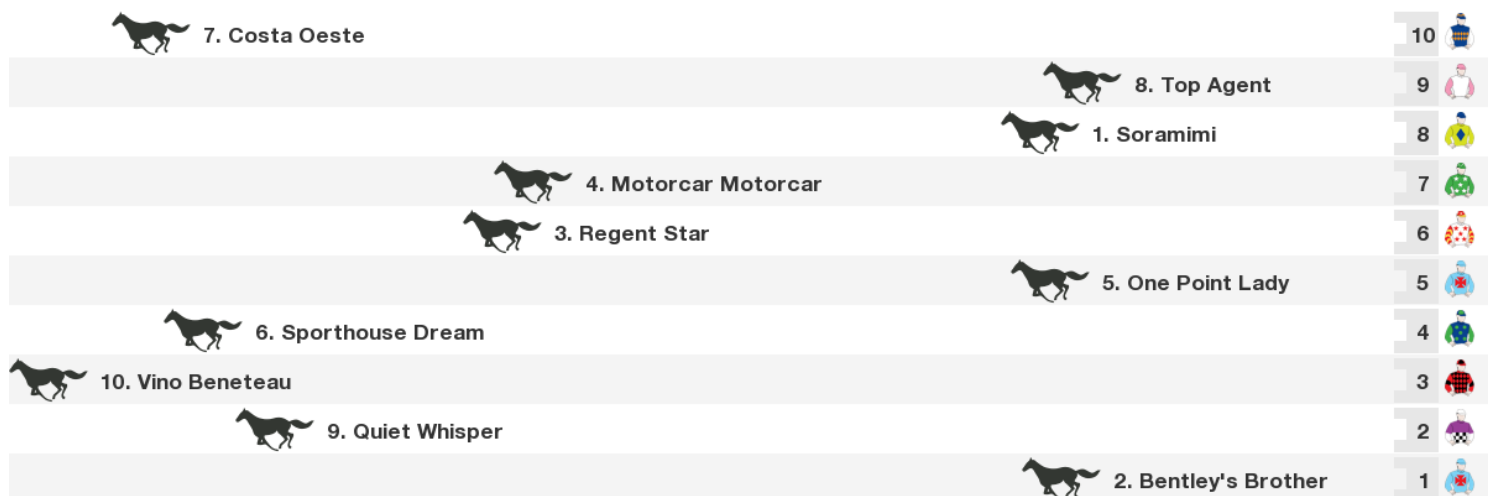 7. Costa Oeste 10
8. Top Agent 9
1. Soramimi 8
4. Motorcar Motorcar 7
3. Regent Star 6
5. One Point Lady 5
6. Sporthouse Dream 4
10. Vino Beneteau 3
9. Quiet Whisper 2
2. Bentley's Brother 1